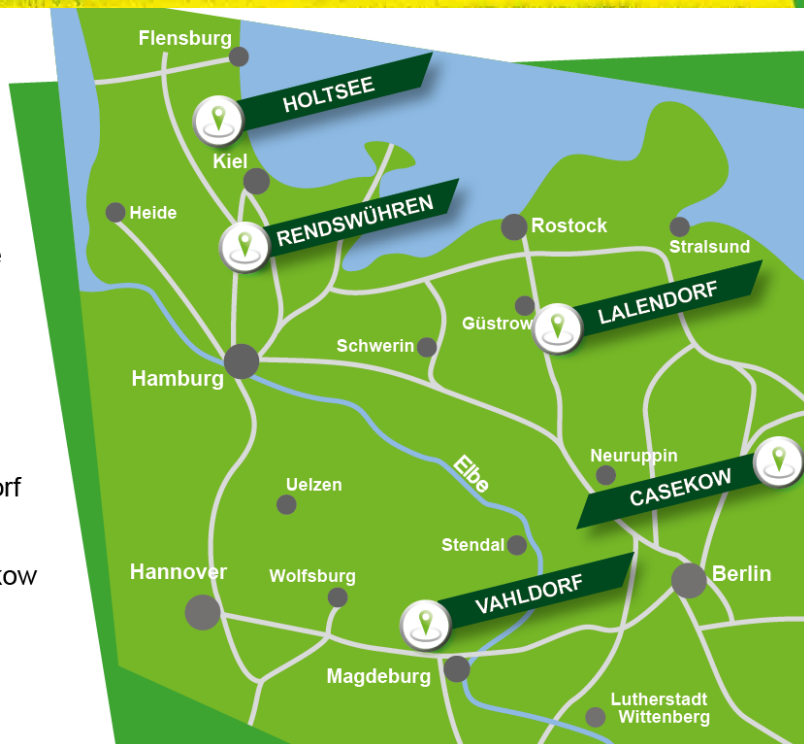 Flensburg
HOLTSEE
Kiel
Heide
RENDSWÜHREN
Rostock
Stralsund
LALENDORF
Güstrow
Schwerin
Hamburg
Neuruppin
CASEKOW
Elbe
Uelzen
Stendal
Hannover
Wolfsburg
VAHLDORF
Berlin
Magdeburg
Lutherstadt
Wittenberg